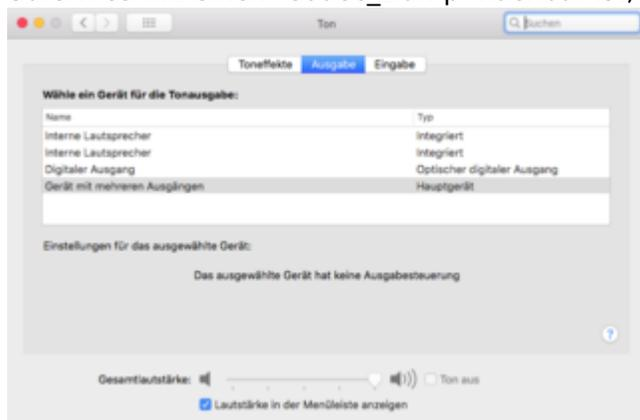 Ton
Suchen
Toneffekte Ausgabe Eingabe
Wähle ein Gerät für die Tonausgabe:
Name Typ
Interne Lautsprecher Integriert
Interne Lautsprecher Integriert
Digitaler Ausgang Optischer digitaler Ausgang
Gerät mit mehreren Ausgängen Hauptgerät
Einstellungen für das ausgewählte Gerät:
Das ausgewählte Gerät hat keine Ausgabesteuerung
?
Gesamtlautstärke: Ton aus
Lautstärke in der Menüleiste anzeigen